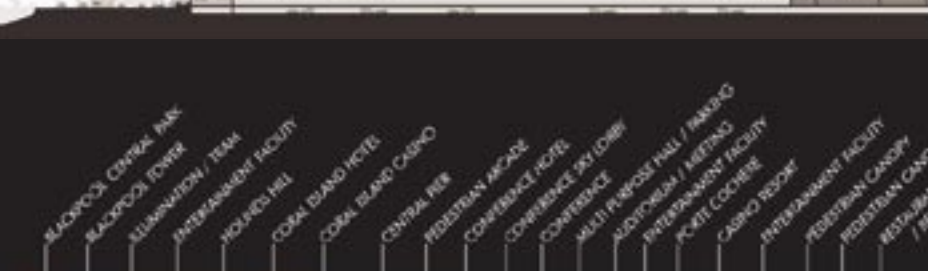 BLACKPOOL CENTRAL PARK
BLACKPOOL TOWER
ILLUMINATION / TRAM
ENTERTAINMENT FACILITY
HOUNDS HILL
CORAL ISLAND HOTEL
CORAL ISLAND CASINO
CENTRAL PIER
PEDESTRIAN ARCADE
CONFERENCE HOTEL
CONFERENCE SKY LOBBY
CONFERENCE
MULTI PURPOSE HALL / PARKING
AUDITORIUM / MEETING
ENTERTAINMENT FACILITY
PORTE COCHERE
CASINO RESORT
ENTERTAINMENT FACILITY
PEDESTRIAN CANOPY
PEDESTRIAN